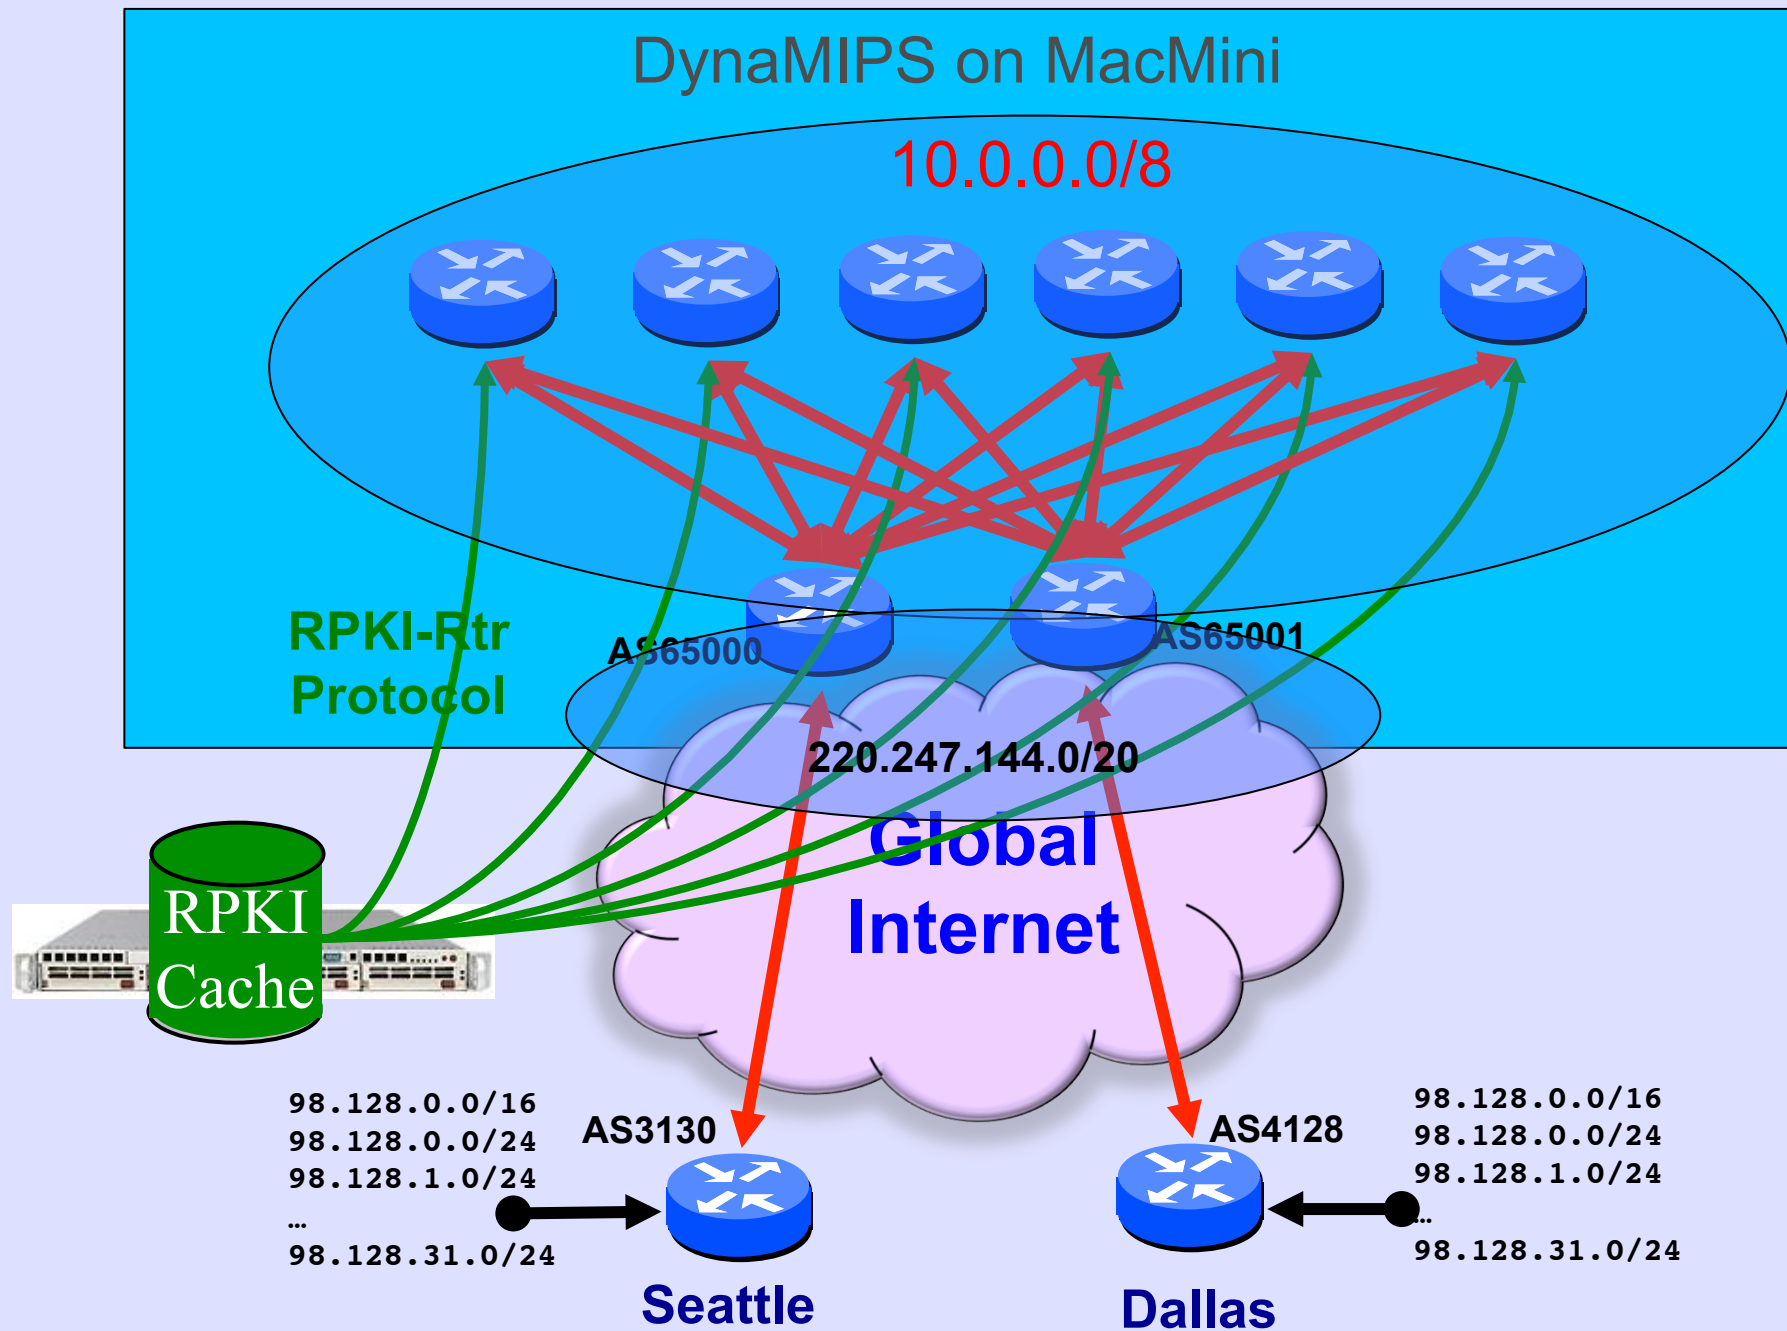 DynaMIPS on MacMini
10.0.0.0/8
RPKI-Rtr
Protocol
AS65000
AS65001
220.247.144.0/20
Global
Internet
RPKI
Cache
98.128.0.0/16
98.128.0.0/24
98.128.1.0/24
…
98.128.31.0/24
AS3130
Seattle
AS4128
Dallas
98.128.0.0/16
98.128.0.0/24
98.128.1.0/24
…
98.128.31.0/24